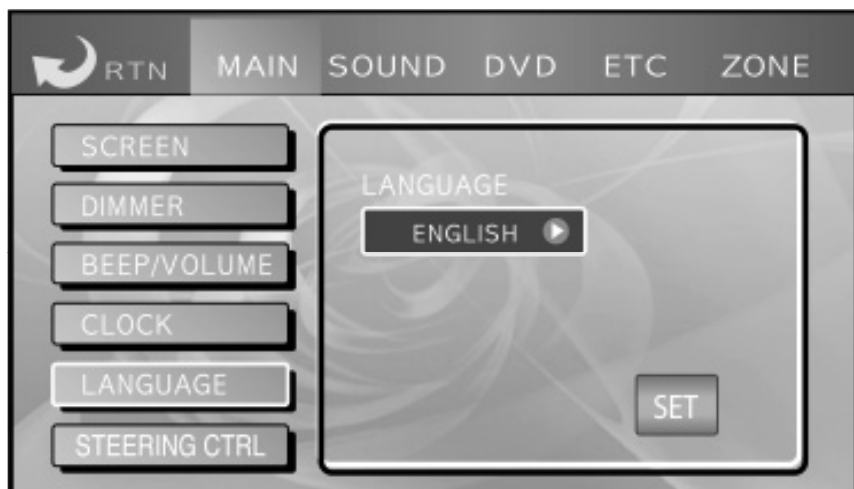 RTN MAIN SOUND DVD ETC ZONE
SCREEN
DIMMER
BEEP/VOLUME
CLOCK
LANGUAGE
STEERING CTRL
LANGUAGE
ENGLISH
SET